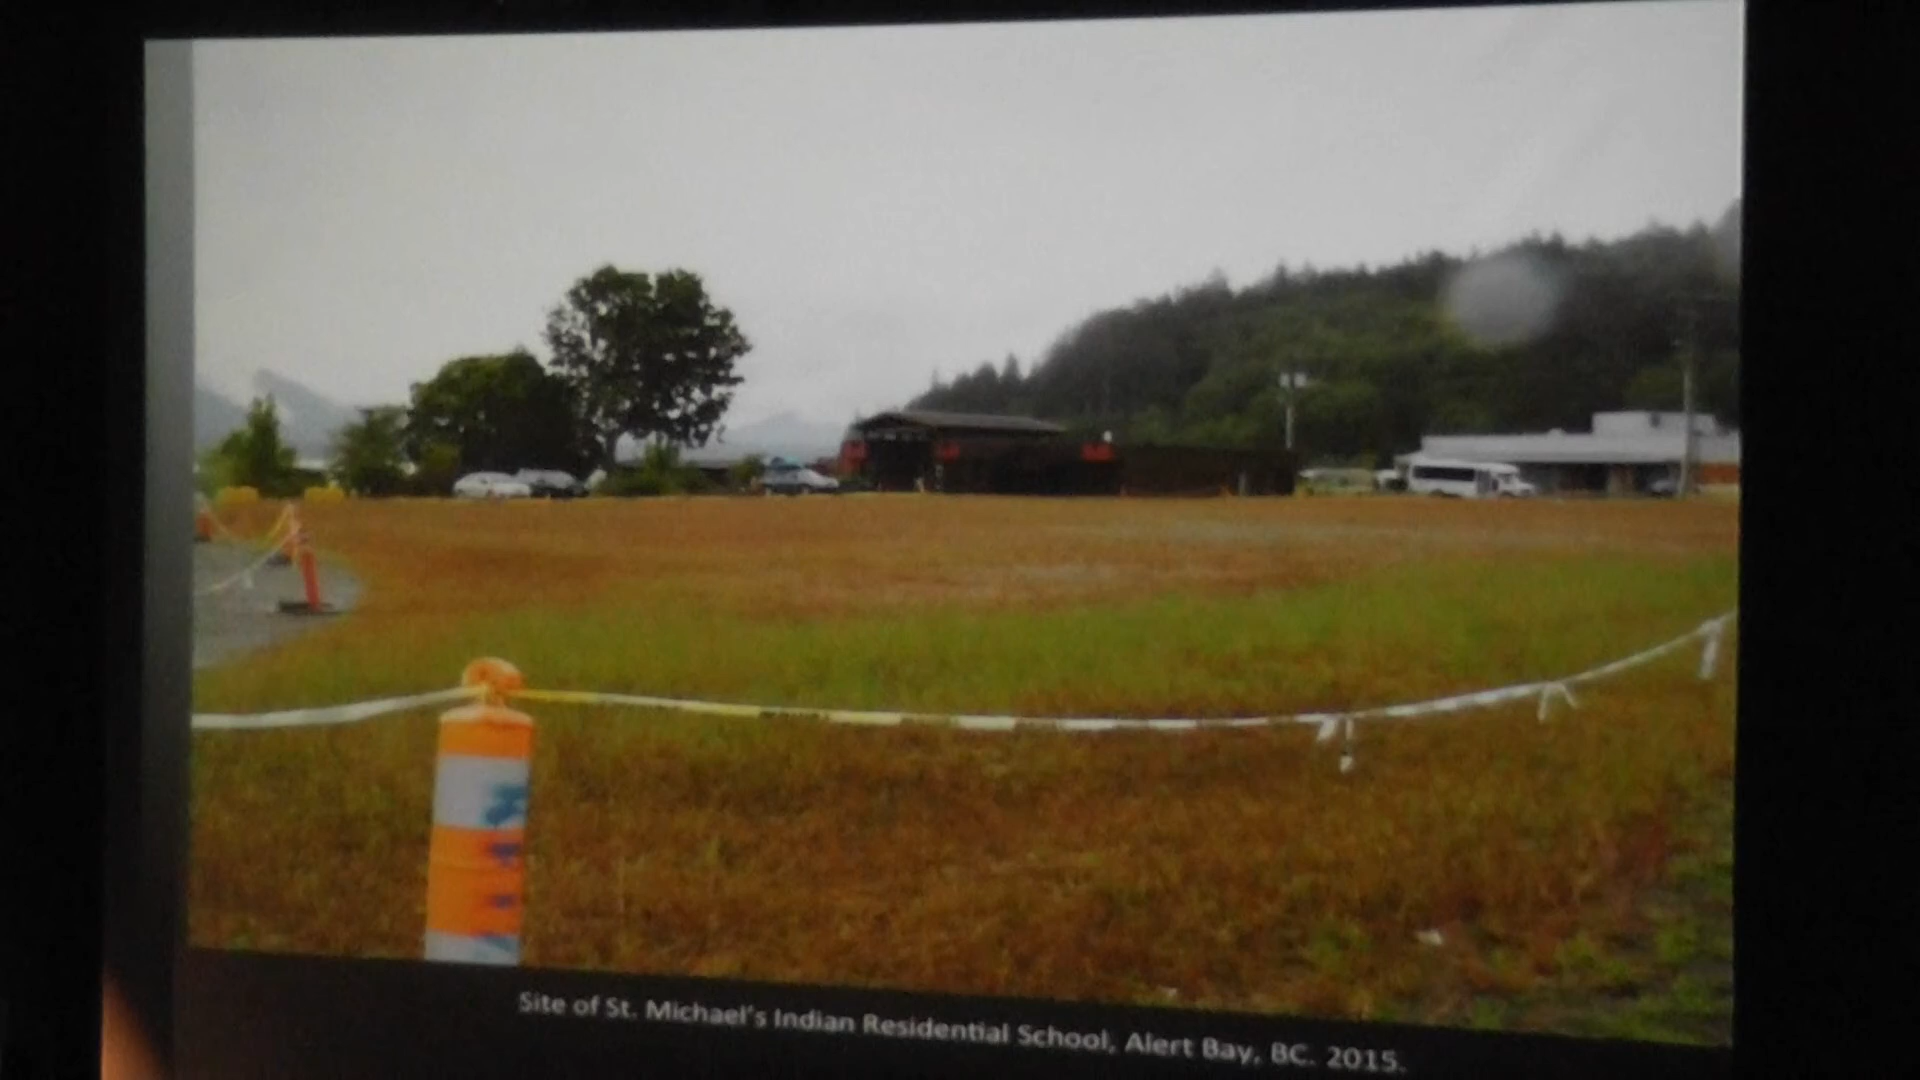 Site of St. Michael's Indian Residential School, Alert Bay, BC. 2015.